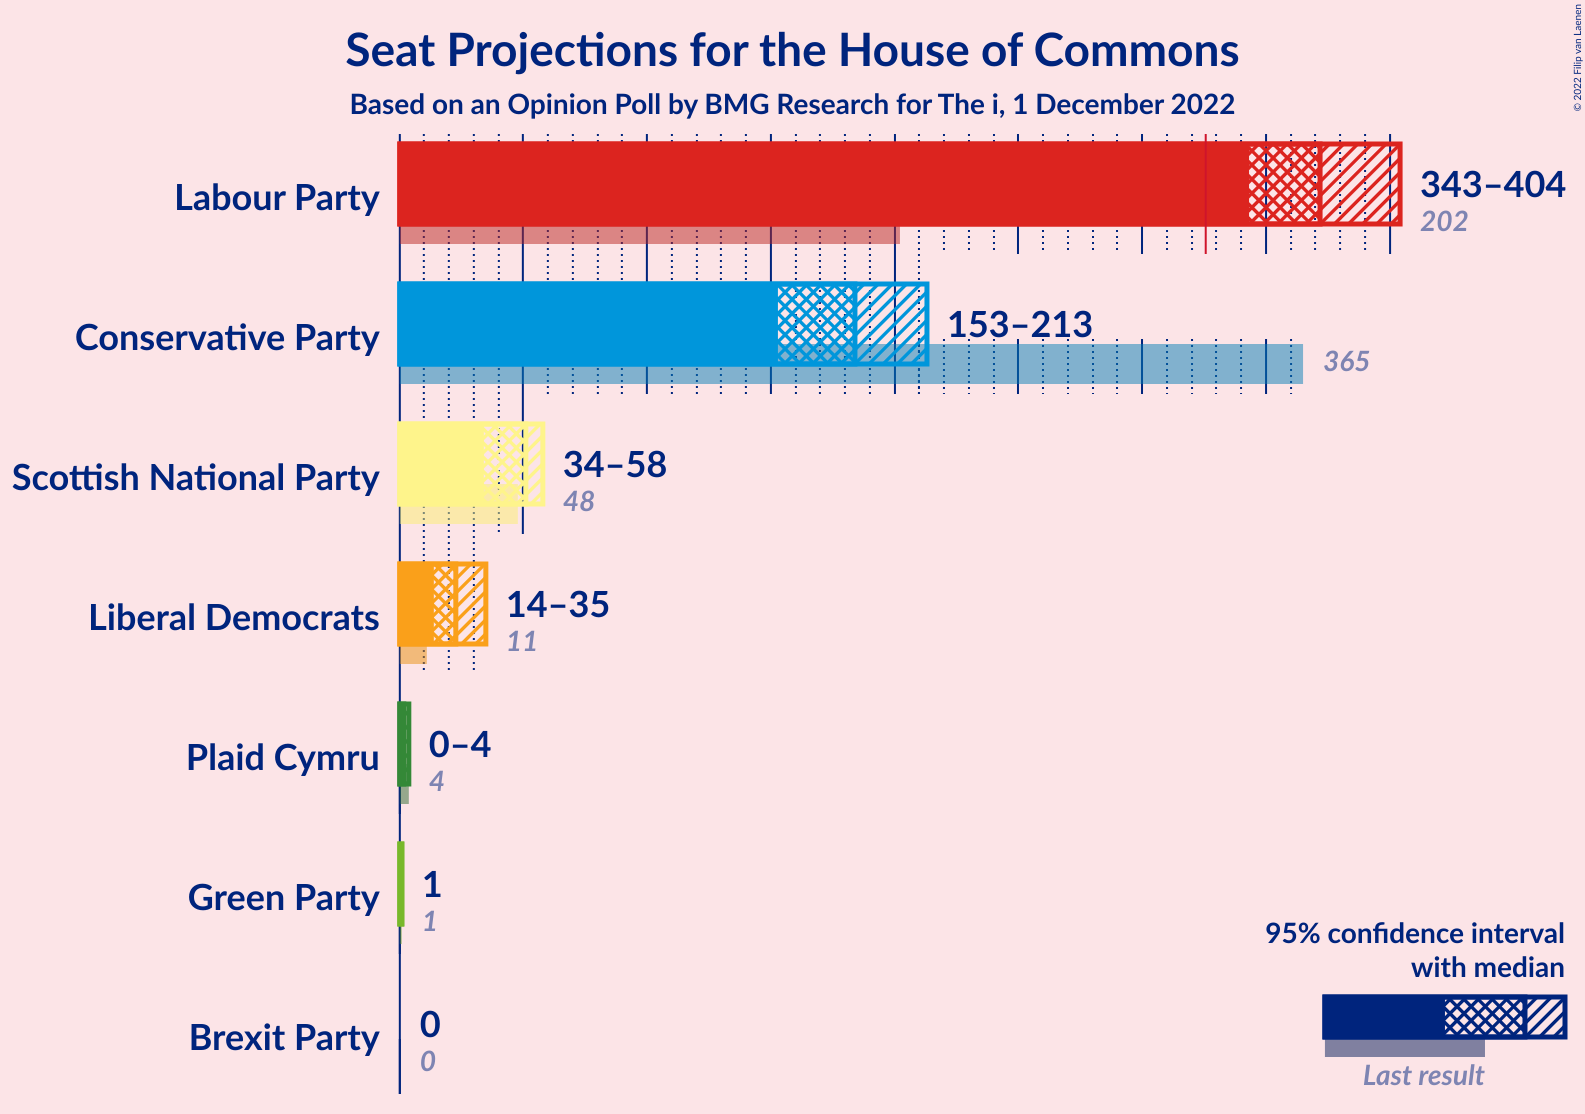 Seat Projections for the House of Commons
Based on an Opinion Poll by BMG Research for The i, 1 December 2022
© 2022 Filip van Laenen
Labour Party
343–404
202
Conservative Party
153–213
365
Scottish National Party
34–58
48
Liberal Democrats
14–35
11
Plaid Cymru
0–4
4
Green Party
1
1
Brexit Party
0
0
95% confidence interval
with median
Last result